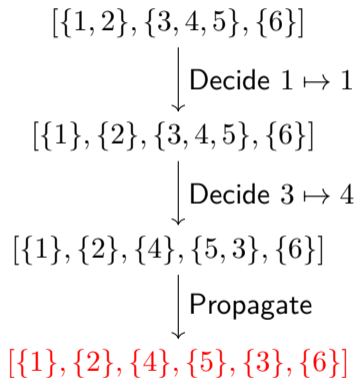 [{1, 2}, {3, 4, 5}, {6}]
Decide 1 ↦ 1
[{1}, {2}, {3, 4, 5}, {6}]
Decide 3 ↦ 4
[{1}, {2}, {4}, {5, 3}, {6}]
Propagate
[{1}, {2}, {4}, {5}, {3}, {6}]